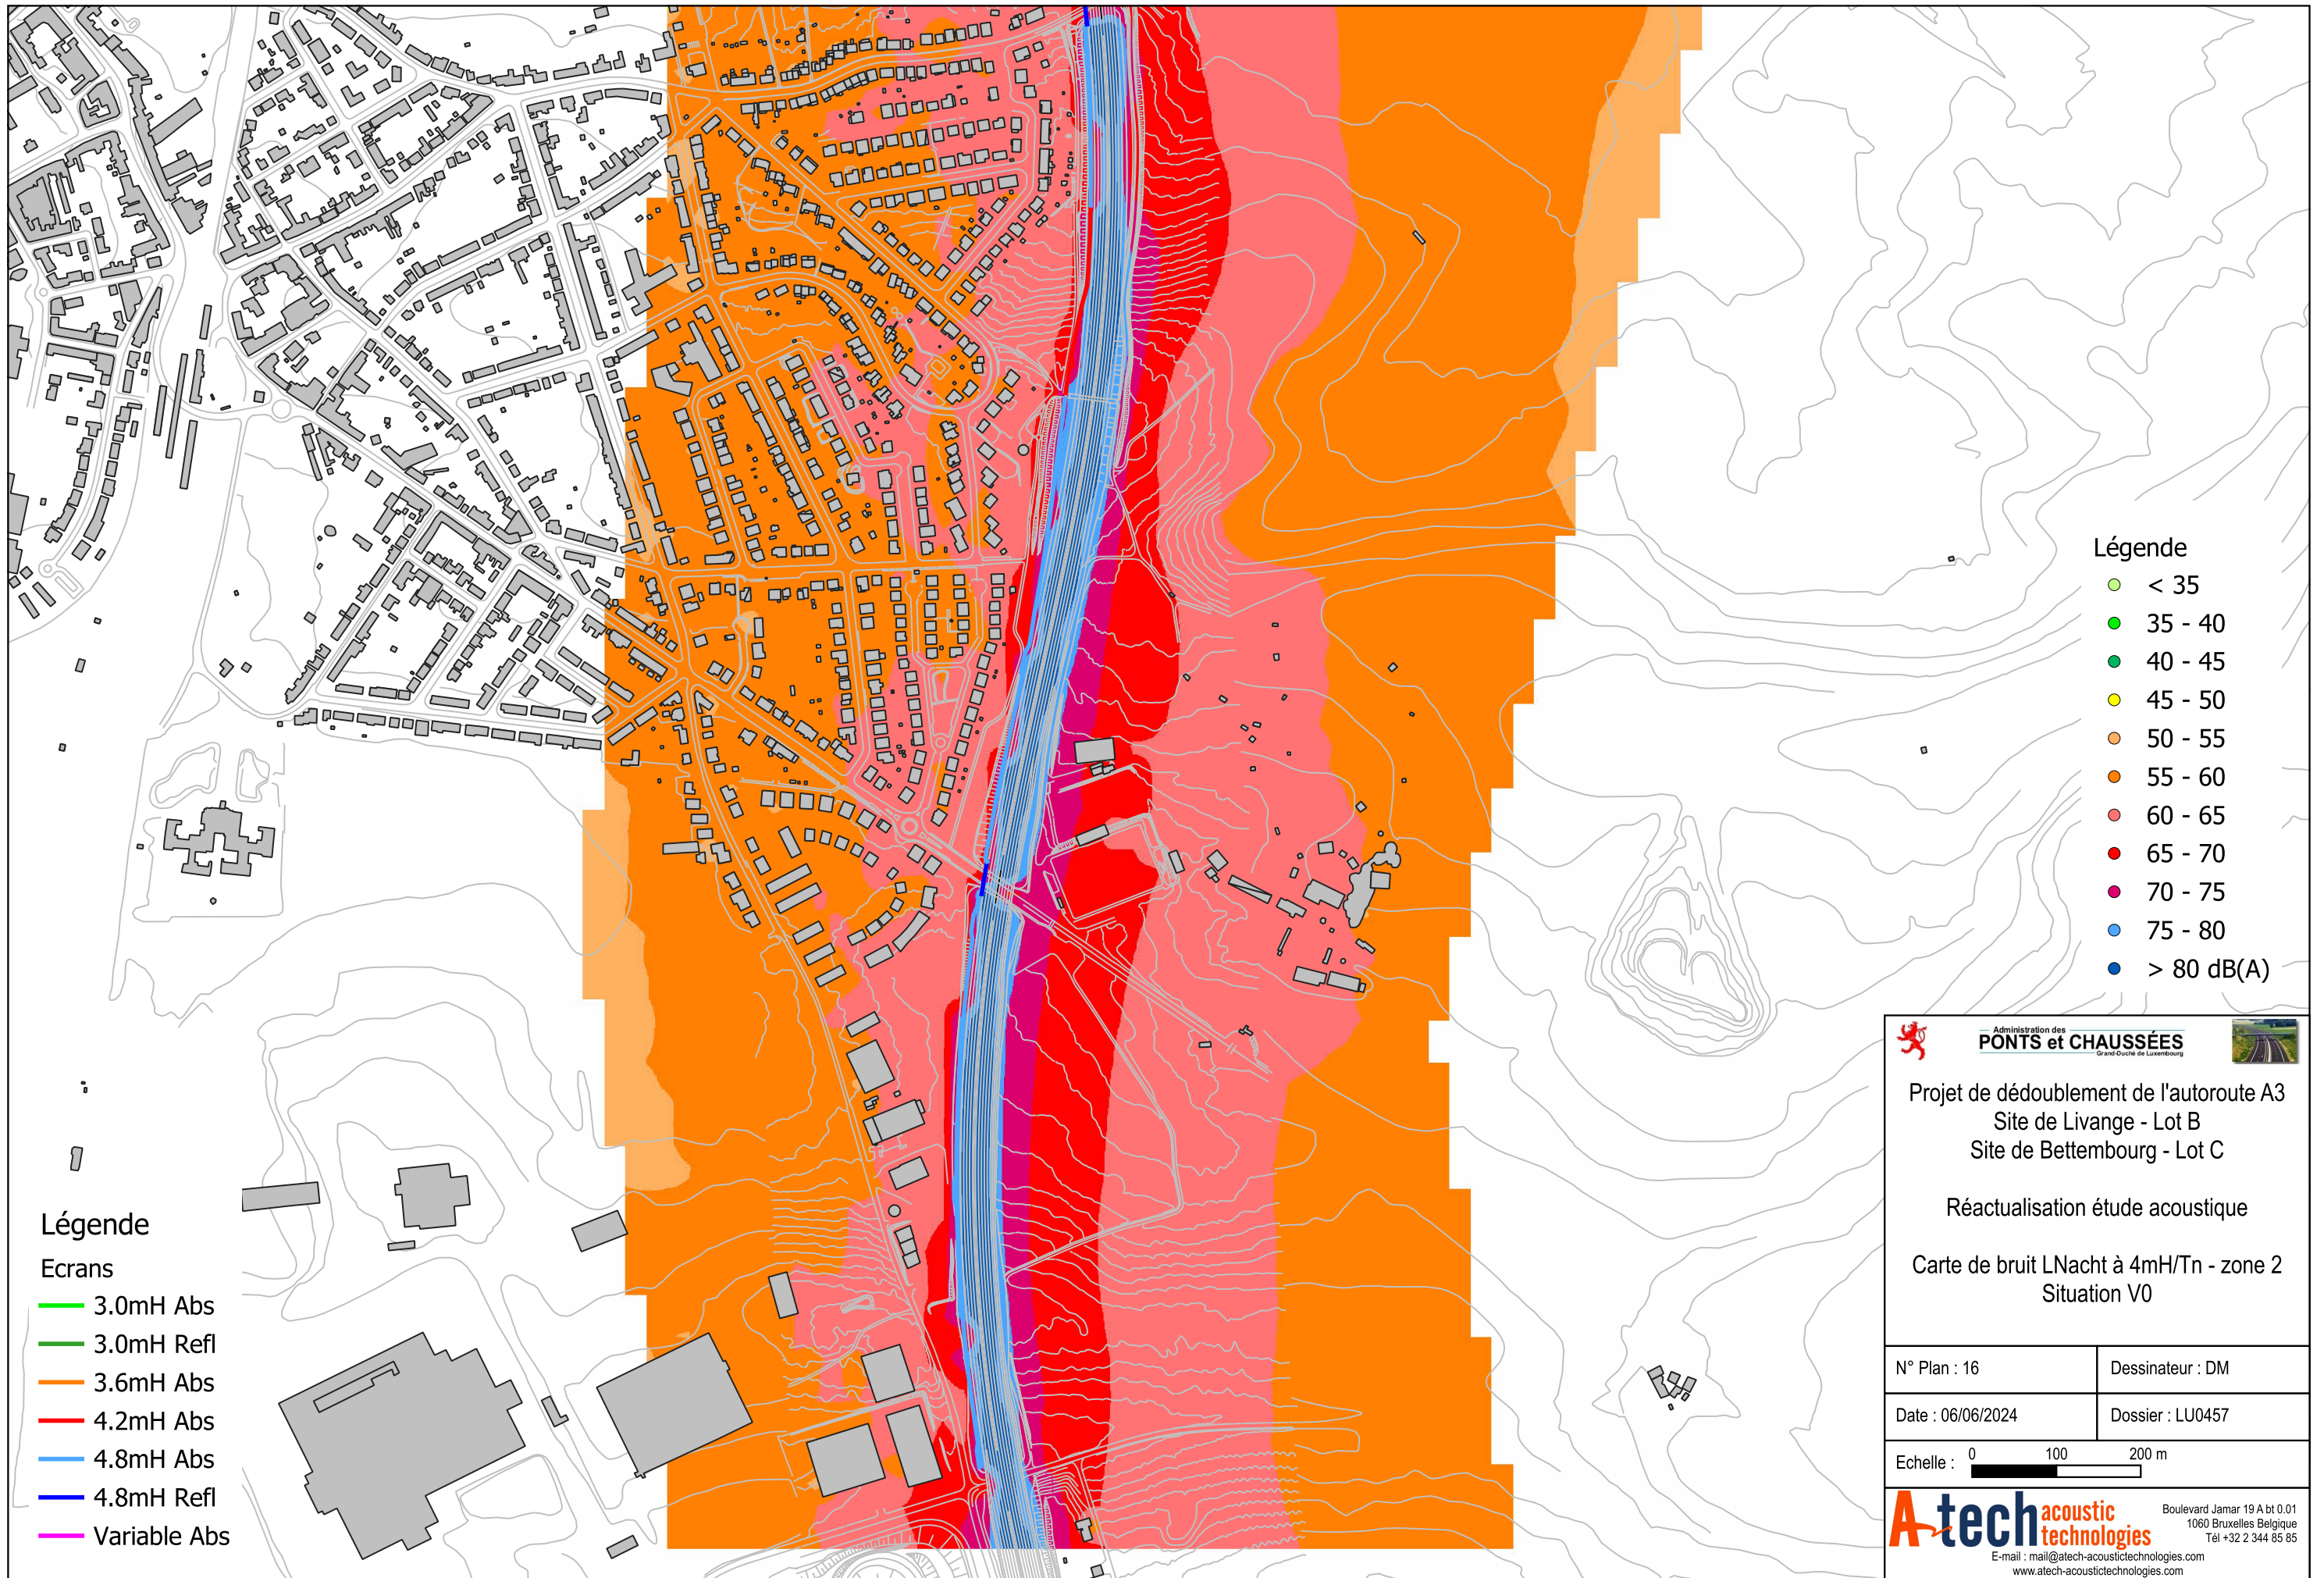 Légende
< 35
35 - 40
40 - 45
45 - 50
50 - 55
55 - 60
60 - 65
65 - 70
70 - 75
75 - 80
> 80 dB(A)
Légende
Ecrans
3.0mH Abs
3.0mH Refl
3.6mH Abs
4.2mH Abs
4.8mH Abs
4.8mH Refl
Variable Abs
Administration des
PONTS et CHAUSSÉES
Grand-Duché de Luxembourg
Projet de dédoublement de l'autoroute A3
Site de Livange - Lot B
Site de Bettembourg - Lot C
Réactualisation étude acoustique
Carte de bruit LNacht à 4mH/Tn - zone 2
Situation V0
N° Plan : 16
Dessinateur : DM
Date : 06/06/2024
Dossier : LU0457
Echelle : 0 100 200 m
A-tech acoustic technologies
Boulevard Jamar 19 A bt 0.01
1060 Bruxelles Belgique
Tél +32 2 344 85 85
E-mail : mail@atech-acoustictechnologies.com
www.atech-acoustictechnologies.com